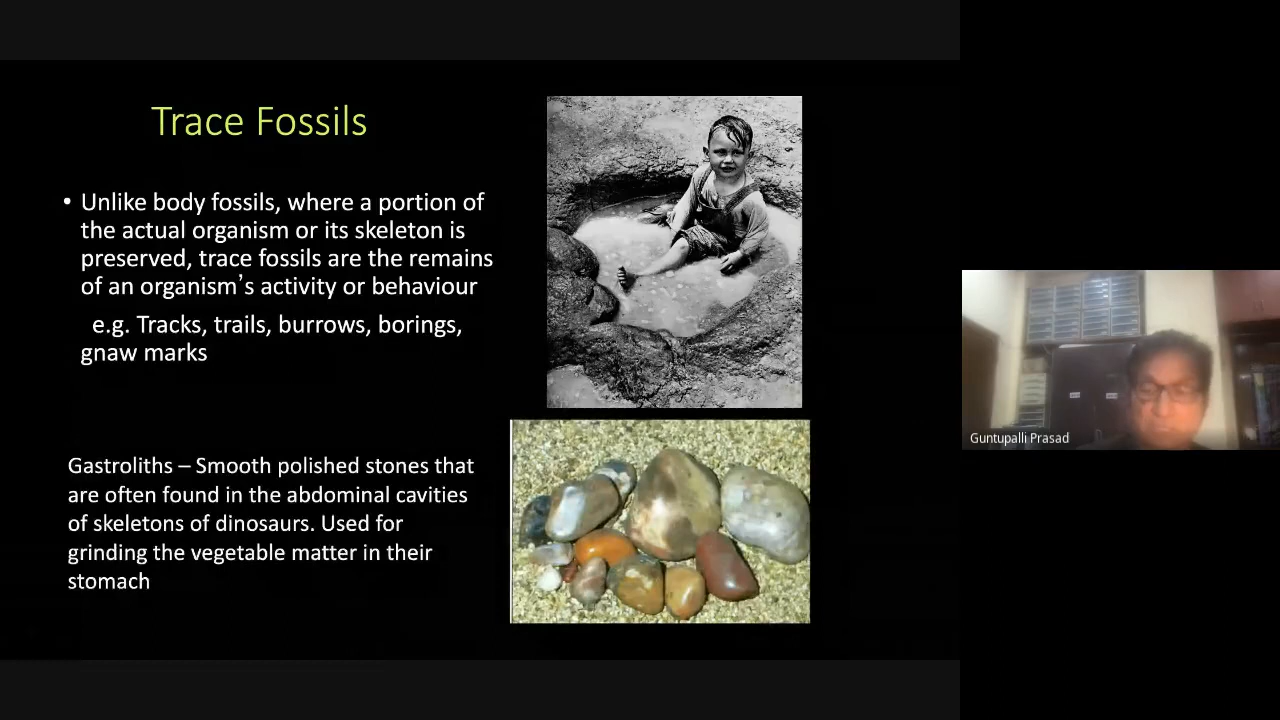 Trace Fossils
• Unlike body fossils, where a portion of
the actual organism or its skeleton is
preserved, trace fossils are the remains
of an organism's activity or behaviour
e.g. Tracks, trails, burrows, borings,
gnaw marks
Gastroliths – Smooth polished stones that
are often found in the abdominal cavities
of skeletons of dinosaurs. Used for
grinding the vegetable matter in their
stomach
Guntupalli Prasad